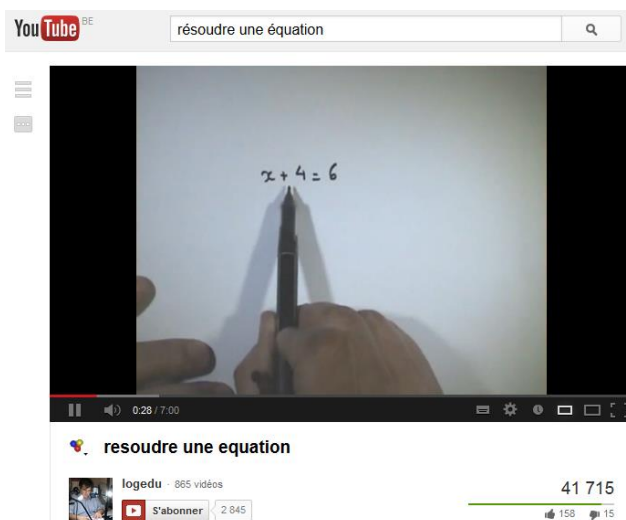 YouTube BE
résoudre une équation
x + 4 = 6
0:28 / 7:00
resoudre une equation
logedu · 865 vidéos
S'abonner 2 845
41 715
158 15